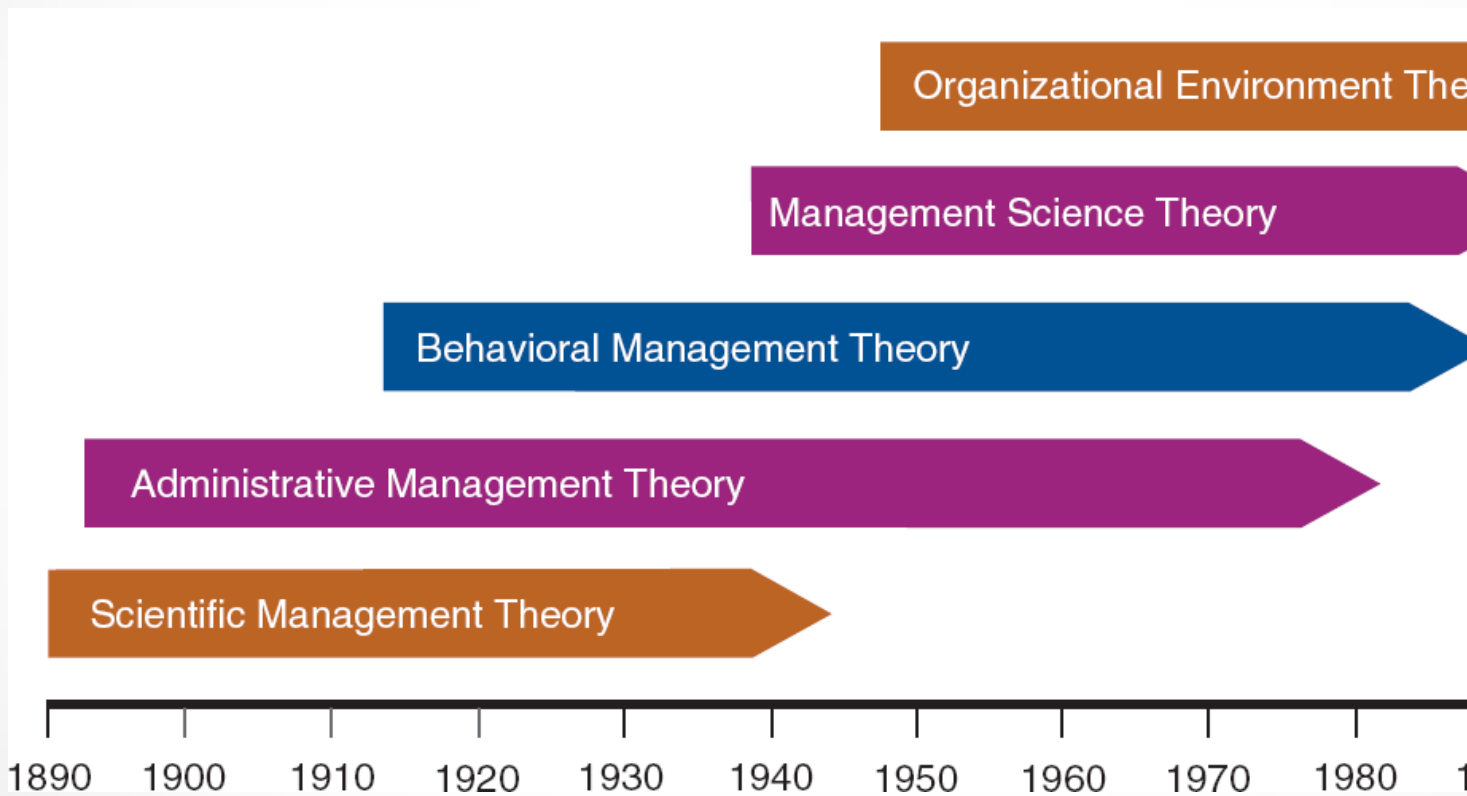 Organizational Environment The
Management Science Theory
Behavioral Management Theory
Administrative Management Theory
Scientific Management Theory
1890 1900 1910 1920 1930 1940 1950 1960 1970 1980 1